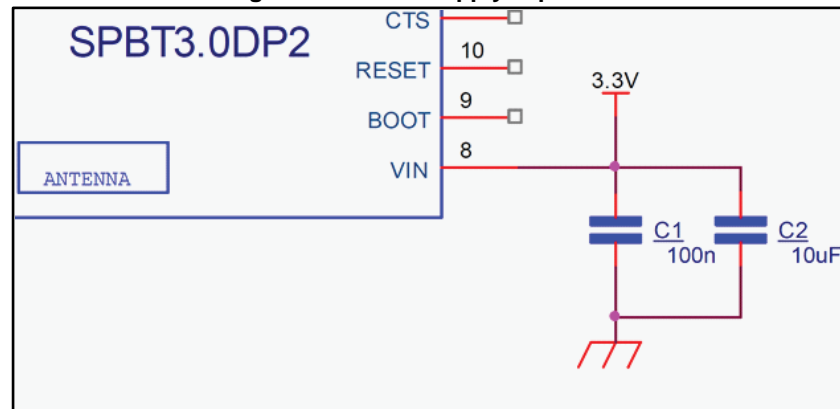 SPBT3.0DP2
CTS
RESET
10
BOOT
9
VIN
8
ANTENNA
3.3V
C1
100n
C2
10uF